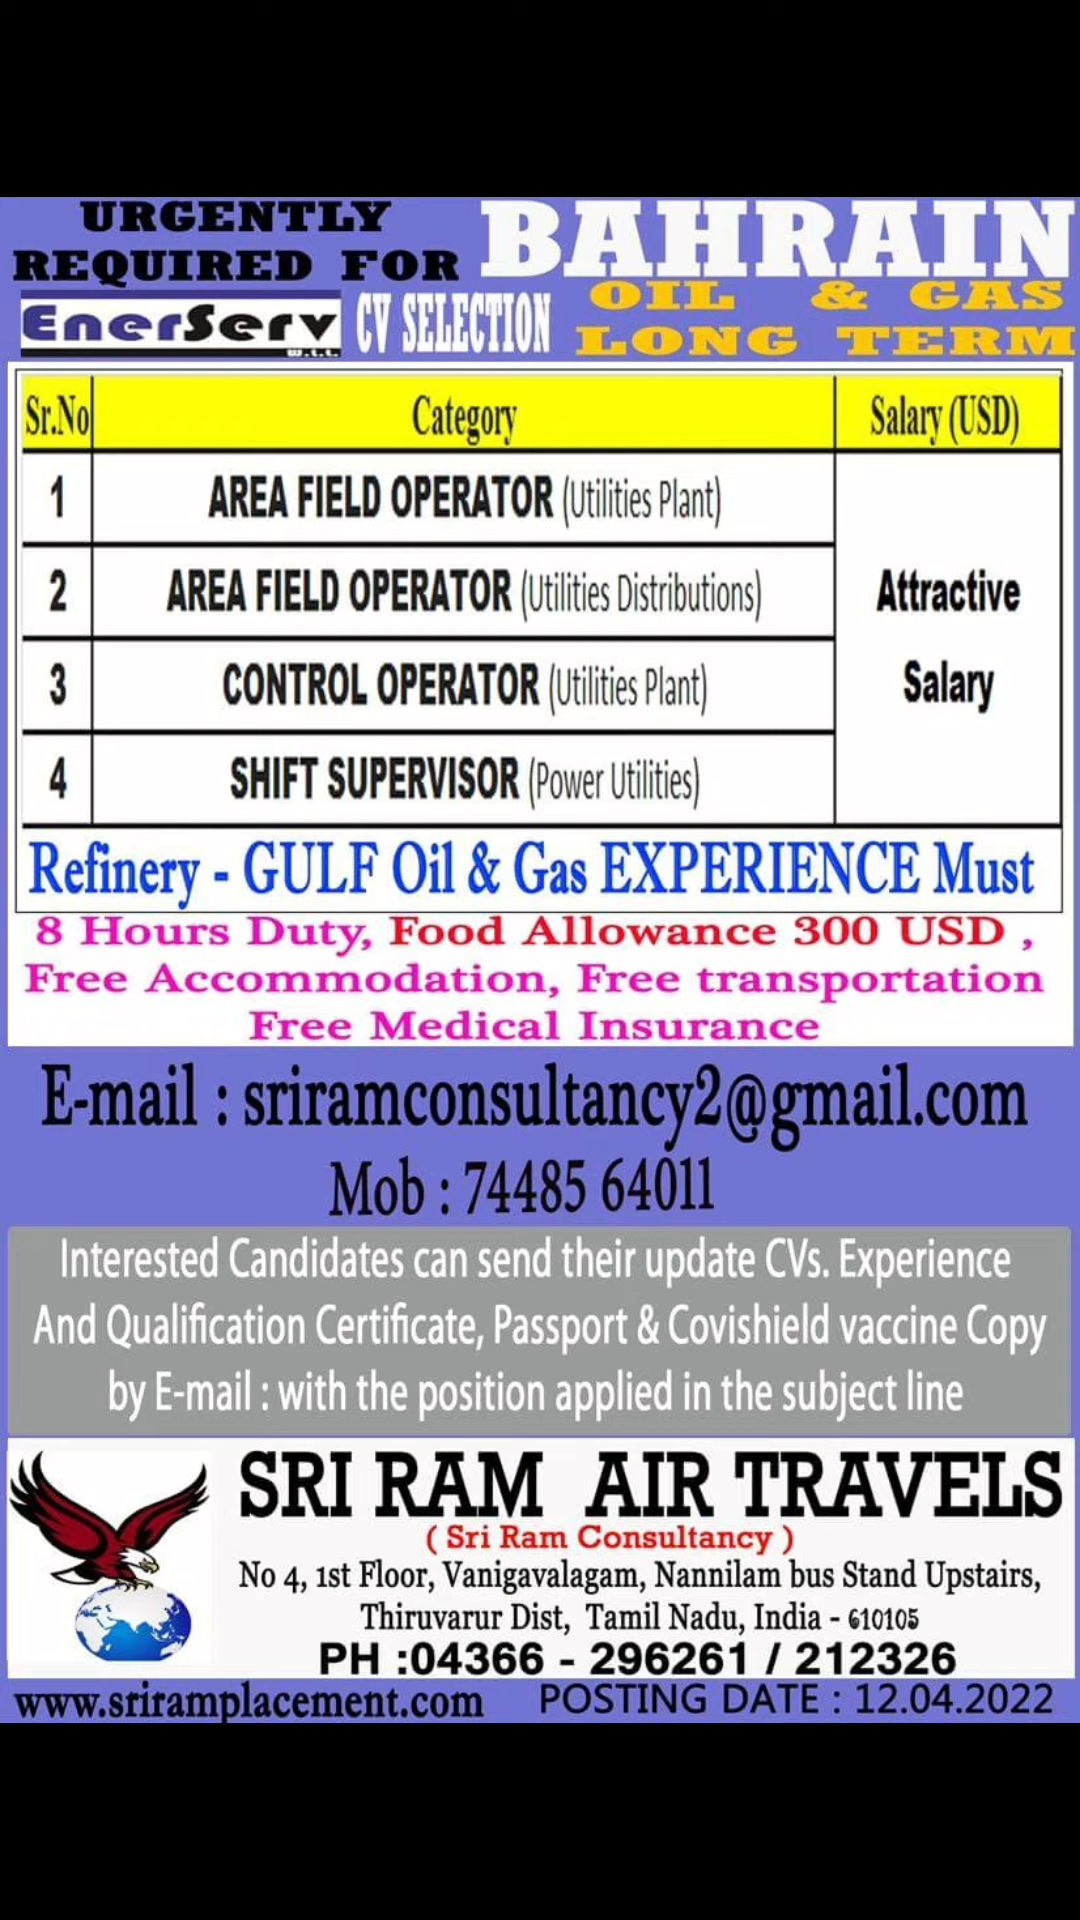 URGENTLY
REQUIRED FOR
BAHRAIN
EnerServ
W.L.L.
CV SELECTION
OIL & GAS
LONG TERM
Sr.No Category Salary (USD)
1 AREA FIELD OPERATOR (Utilities Plant)
2 AREA FIELD OPERATOR (Utilities Distributions)
3 CONTROL OPERATOR (Utilities Plant)
4 SHIFT SUPERVISOR (Power Utilities)
Attractive
Salary
Refinery - GULF Oil & Gas EXPERIENCE Must
8 Hours Duty, Food Allowance 300 USD ,
Free Accommodation, Free transportation
Free Medical Insurance
E-mail : sriramconsultancy2@gmail.com
Mob : 74485 64011
Interested Candidates can send their update CVs. Experience
And Qualification Certificate, Passport & Covishield vaccine Copy
by E-mail : with the position applied in the subject line
SRI RAM AIR TRAVELS
( Sri Ram Consultancy )
No 4, 1st Floor, Vanigavalagam, Nannilam bus Stand Upstairs,
Thiruvarur Dist, Tamil Nadu, India - 610105
PH :04366 - 296261 / 212326
www.sriramplacement.com POSTING DATE : 12.04.2022